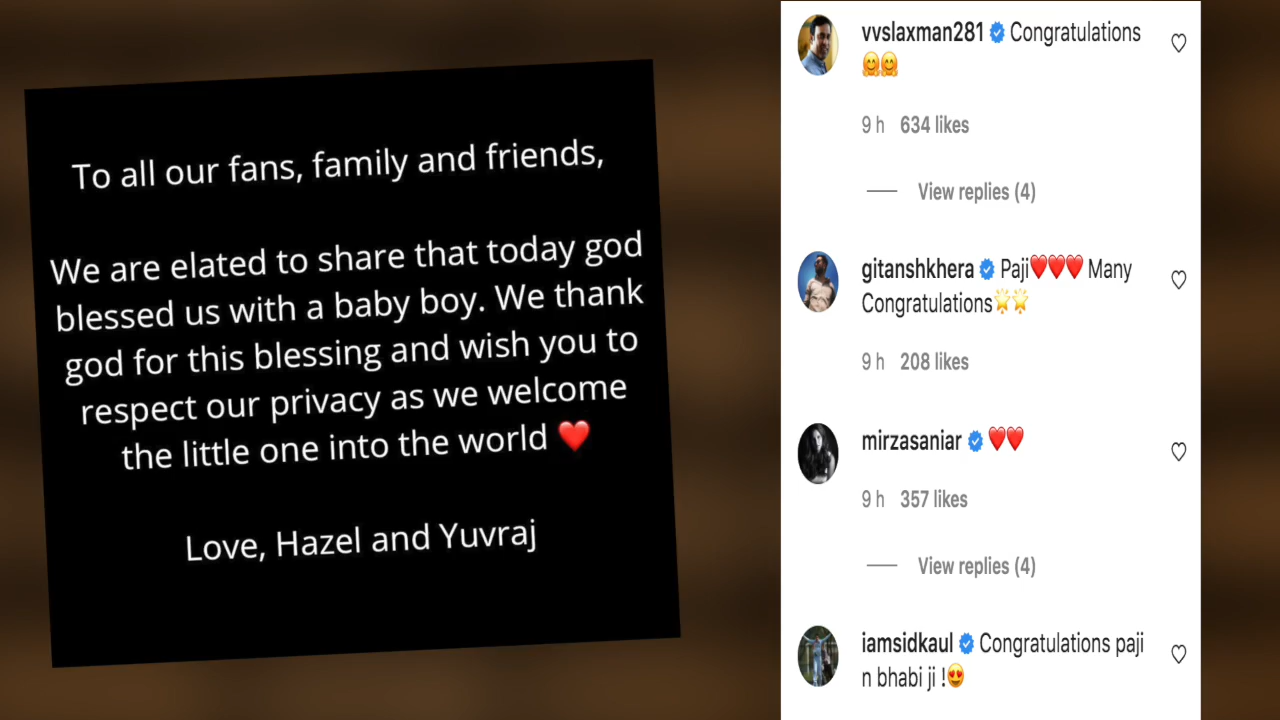 To all our fans, family and friends,
We are elated to share that today god
blessed us with a baby boy. We thank
god for this blessing and wish you to
respect our privacy as we welcome
the little one into the world ❤️
Love, Hazel and Yuvraj
vvslaxman281 Congratulations
🤗🤗
9 h 634 likes
View replies (4)
gitanshkhera Paji❤️❤️❤️ Many
Congratulations🌟🌟
9 h 208 likes
mirzasaniar ❤️❤️
9 h 357 likes
View replies (4)
iamsidkaul Congratulations paji
n bhabi ji !😍